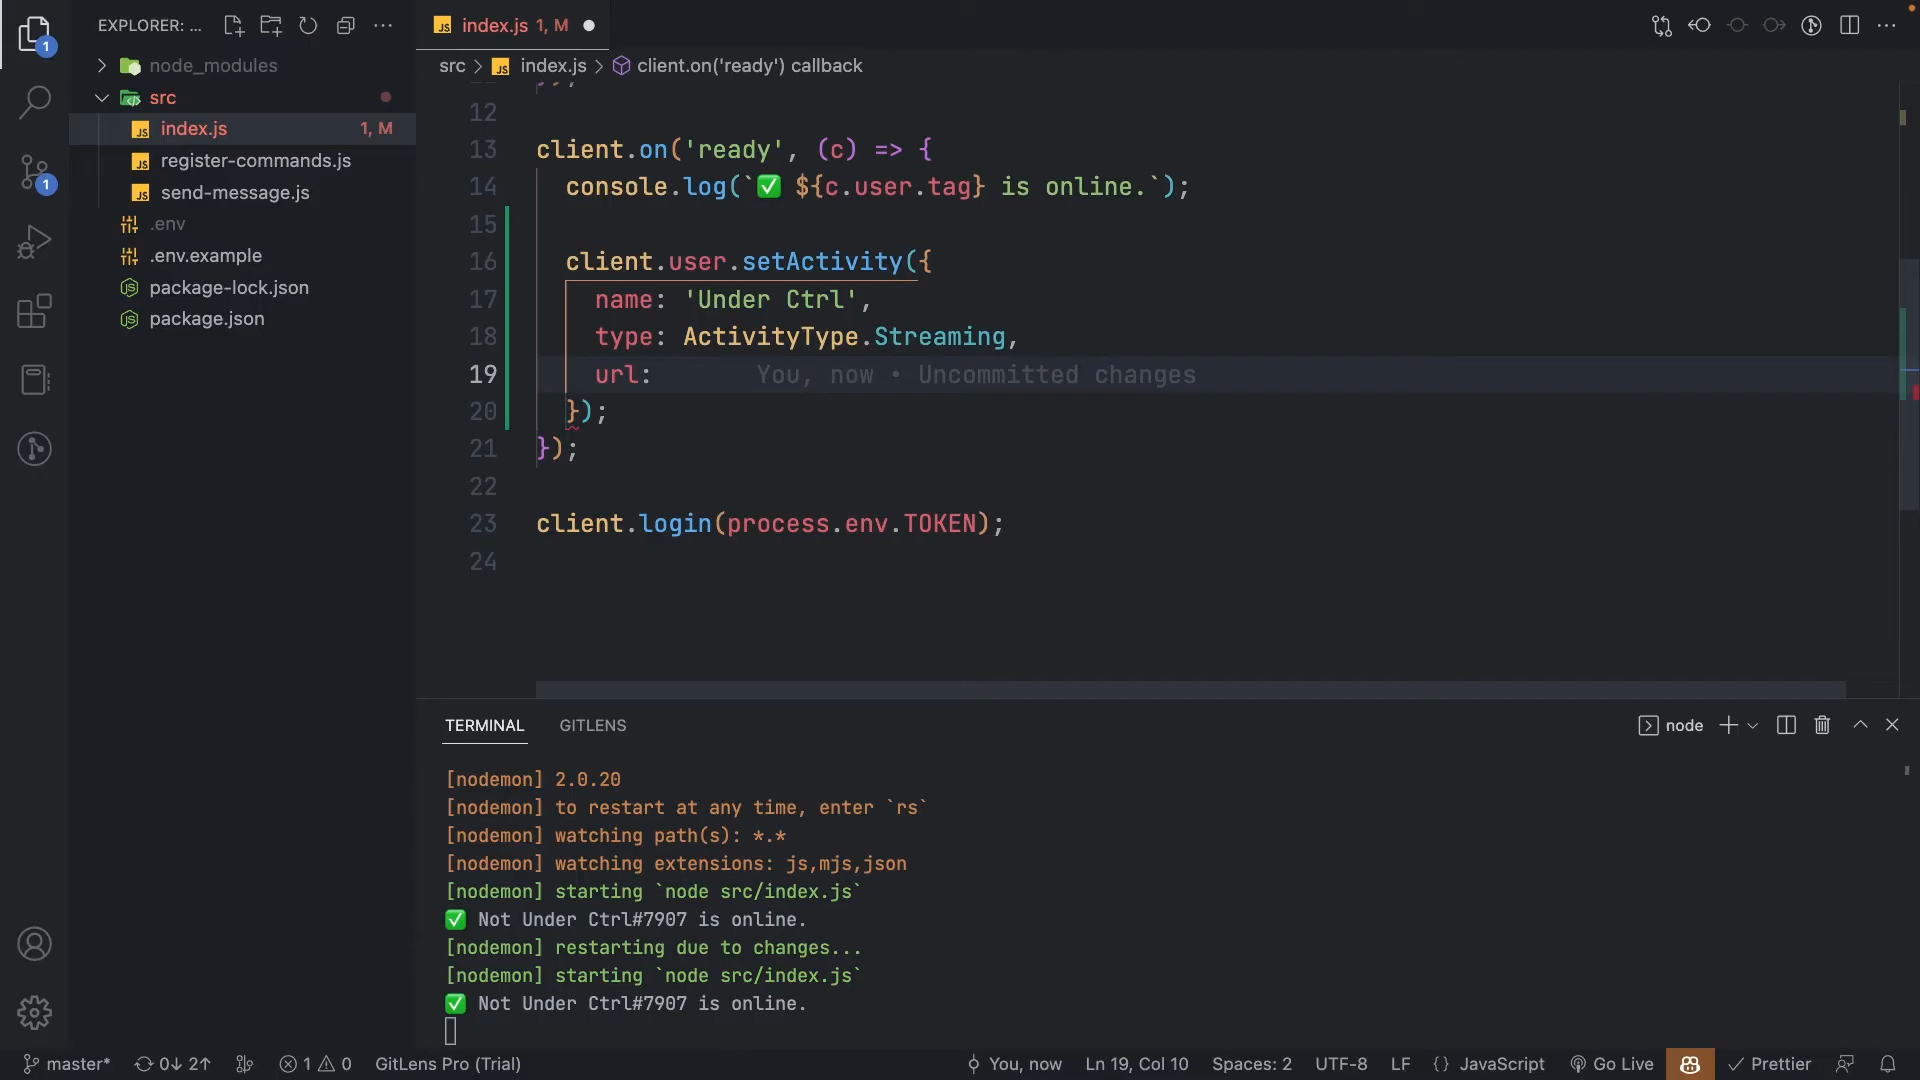 EXPLORER: ...
node_modules
src
index.js 1, M
register-commands.js
send-message.js
.env
.env.example
package-lock.json
package.json
1
1
index.js 1, M
src > index.js > client.on('ready') callback
12
13 client.on('ready', (c) => {
14 console.log(`✅ ${c.user.tag} is online.`);
15
16 client.user.setActivity({
17 name: 'Under Ctrl',
18 type: ActivityType.Streaming,
19 url: You, now • Uncommitted changes
20 });
21 });
22
23 client.login(process.env.TOKEN);
24
TERMINAL GITLENS
node
[nodemon] 2.0.20
[nodemon] to restart at any time, enter `rs`
[nodemon] watching path(s): *.*
[nodemon] watching extensions: js,mjs,json
[nodemon] starting `node src/index.js`
✅ Not Under Ctrl#7907 is online.
[nodemon] restarting due to changes...
[nodemon] starting `node src/index.js`
✅ Not Under Ctrl#7907 is online.
master* 0↓ 2↑ 1 0 GitLens Pro (Trial) You, now Ln 19, Col 10 Spaces: 2 UTF-8 LF {} JavaScript Go Live Prettier